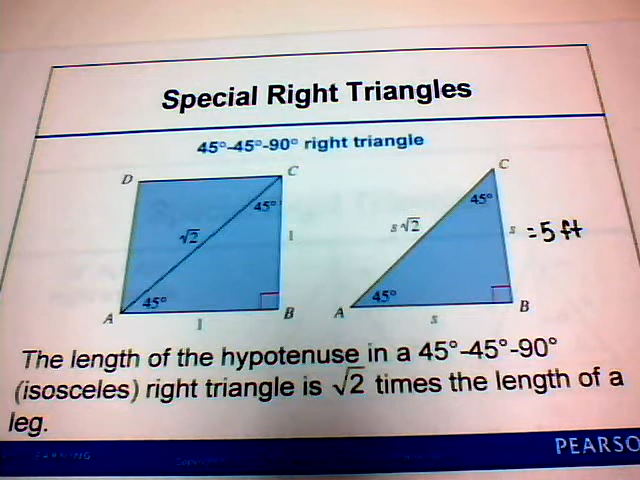 Special Right Triangles
45°-45°-90° right triangle
D
C
45°
√2
1
45°
A
B
1
C
45°
s√2
s = 5 ft
45°
A
B
s
The length of the hypotenuse in a 45°-45°-90°
(isosceles) right triangle is √2 times the length of a
leg.
PEARSO